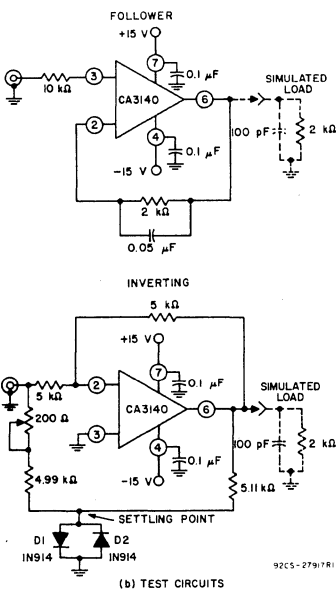 FOLLOWER
+15 V
7
0.1 µF
SIMULATED
LOAD
3
10 kΩ
CA3140
6
2
100 pF
2 kΩ
4
0.1 µF
-15 V
2 kΩ
0.05 µF
INVERTING
5 kΩ
+15 V
7
0.1 µF
SIMULATED
LOAD
5 kΩ
2
200 Ω
CA3140
6
3
100 pF
2 kΩ
4
0.1 µF
4.99 kΩ
-15 V
5.11 kΩ
SETTLING POINT
D1
D2
1N914
1N914
92CS-27917R1
(b) TEST CIRCUITS